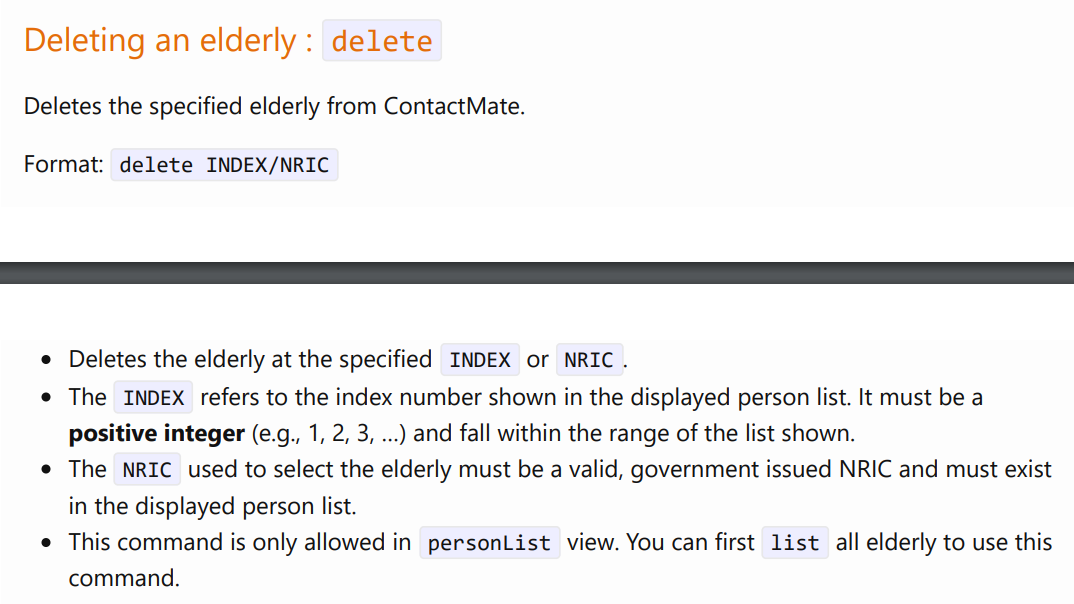 Deleting an elderly : delete
Deletes the specified elderly from ContactMate.
Format: delete INDEX/NRIC
• Deletes the elderly at the specified INDEX or NRIC.
• The INDEX refers to the index number shown in the displayed person list. It must be a
positive integer (e.g., 1, 2, 3, …) and fall within the range of the list shown.
• The NRIC used to select the elderly must be a valid, government issued NRIC and must exist
in the displayed person list.
• This command is only allowed in personList view. You can first list all elderly to use this
command.